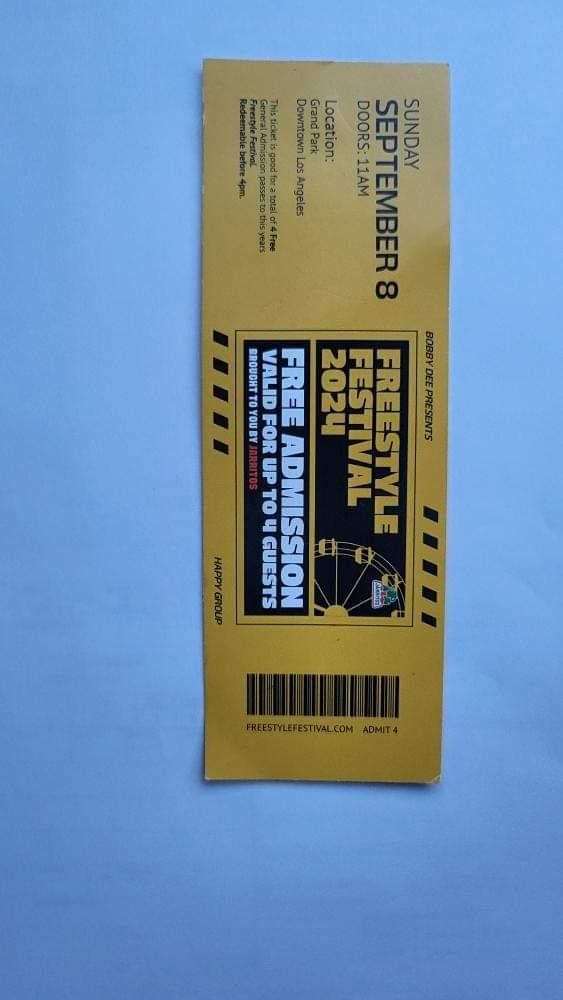 SUNDAY
SEPTEMBER 8
DOORS: 11AM
Location:
Grand Park
Downtown Los Angeles
This ticket is good for a total of 4 Free
General Admission passes to this years
Freestyle Festival.
Redeemable before 4pm.
BOBBY DEE PRESENTS
FREESTYLE
FESTIVAL
2024
JARRITOS
FREE ADMISSION
VALID FOR UP TO 4 GUESTS
BROUGHT TO YOU BY JARRITOS
HAPPY GROUP
FREESTYLEFESTIVAL.COM ADMIT 4